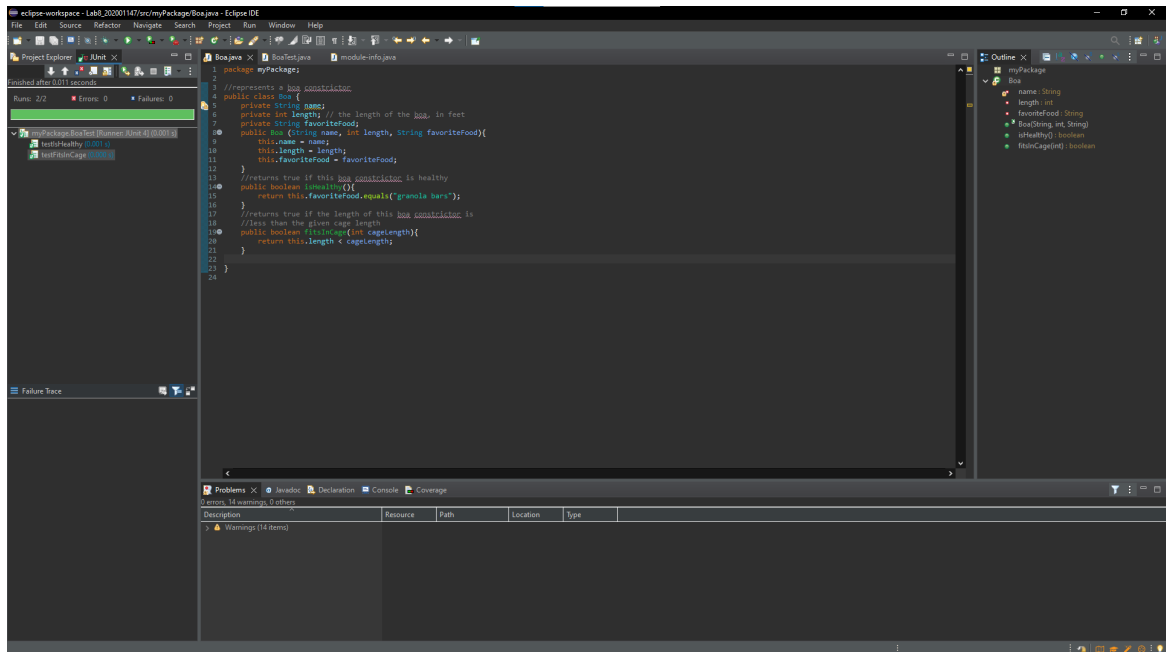 eclipse-workspace - Lab8_202001147/src/myPackage/Boa.java - Eclipse IDE
File Edit Source Refactor Navigate Search Project Run Window Help
Project Explorer JUnit
Finished after 0.011 seconds
Runs: 2/2 Errors: 0 Failures: 0
myPackage.BoaTest [Runner: JUnit 4] (0.001 s)
testIsHealthy (0.001 s)
testFitsInCage
Failure Trace
Boa.java BoaTest.java module-info.java
1 package myPackage;
2
3 //represents a boa constrictor
4 public class Boa {
5 private String name;
6 private int length; // the length of the boa, in feet
7 private String favoriteFood;
8 public Boa (String name, int length, String favoriteFood){
9 this.name = name;
10 this.length = length;
11 this.favoriteFood = favoriteFood;
12 }
13 //returns true if this boa constrictor is healthy
14 public boolean isHealthy(){
15 return this.favoriteFood.equals("granola bars");
16 }
17 //returns true if the length of this boa constrictor is
18 //less than the given cage length
19 public boolean fitsInCage(int cageLength){
20 return this.length < cageLength;
21 }
22
23 }
24
Outline
myPackage
Boa
name : String
length : int
favoriteFood : String
Boa(String, int, String)
isHealthy() : boolean
fitsInCage(int) : boolean
Problems Javadoc Declaration Console Coverage
0 errors, 14 warnings, 0 others
Description Resource Path Location Type
Warnings (14 items)